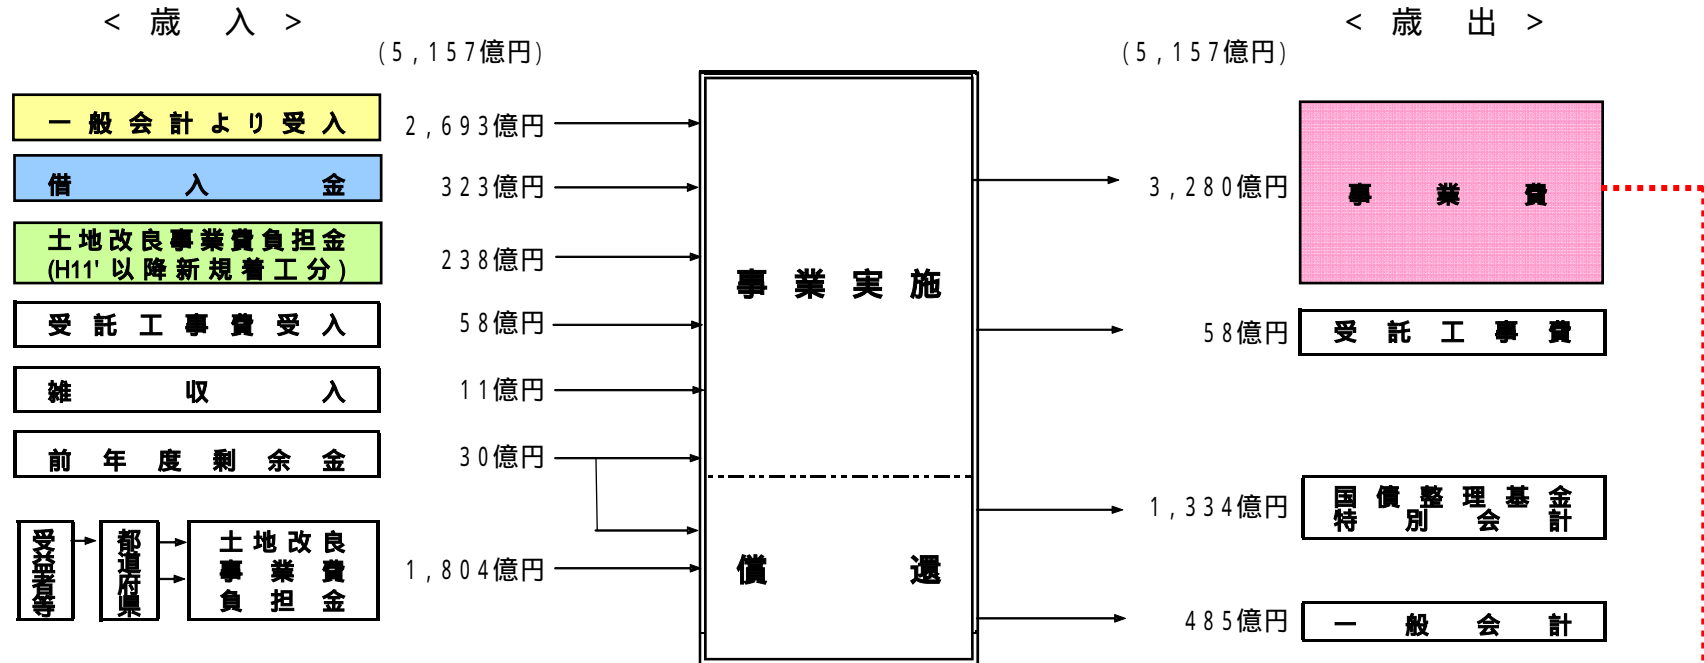 < 歳 入 >
(5,157億円)
一般会計より受入
2,693億円
借入金
323億円
土地改良事業費負担金
(H11'以降新規着工分)
238億円
受託工事費受入
58億円
雑収入
11億円
前年度剰余金
30億円
受益者等
都道府県
土地改良
事業費
負担金
1,804億円
事業実施
償還
< 歳 出 >
(5,157億円)
3,280億円
事業費
58億円
受託工事費
1,334億円
国債整理基金
特別会計
485億円
一般会計